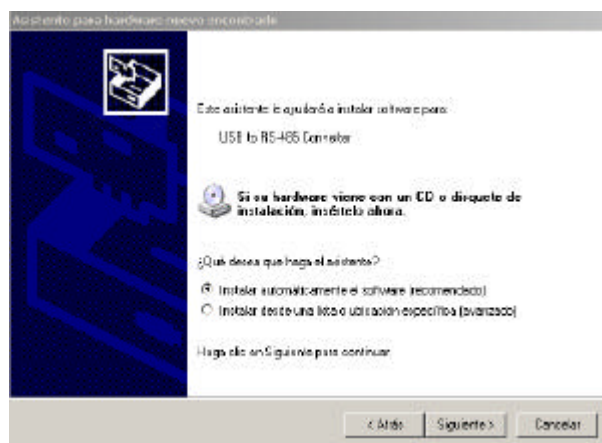 Asistente para hardware nuevo encontrado
Este asistente le ayudará a instalar software para:
USB to RS-485 Converter
Si su hardware viene con un CD o disquete de
instalación, insértelo ahora.
¿Qué desea que haga el asistente?
Instalar automáticamente el software (recomendado)
Instalar desde una lista o ubicación específica (avanzado)
Haga clic en Siguiente para continuar.
< Atrás
Siguiente >
Cancelar